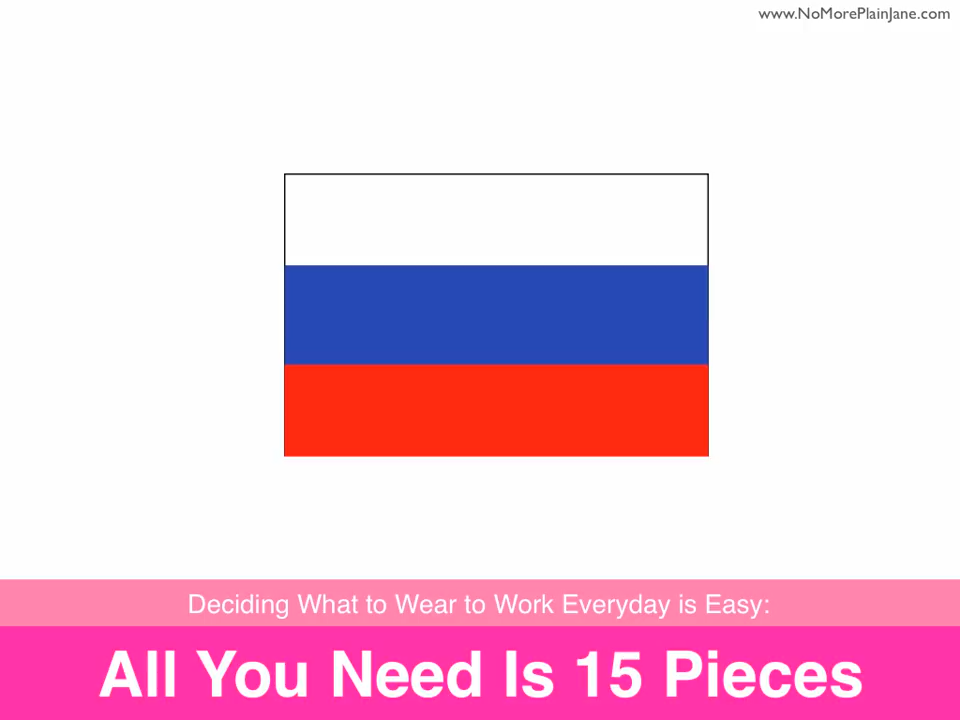 www.NoMorePlainJane.com
Deciding What to Wear to Work Everyday is Easy:
All You Need Is 15 Pieces